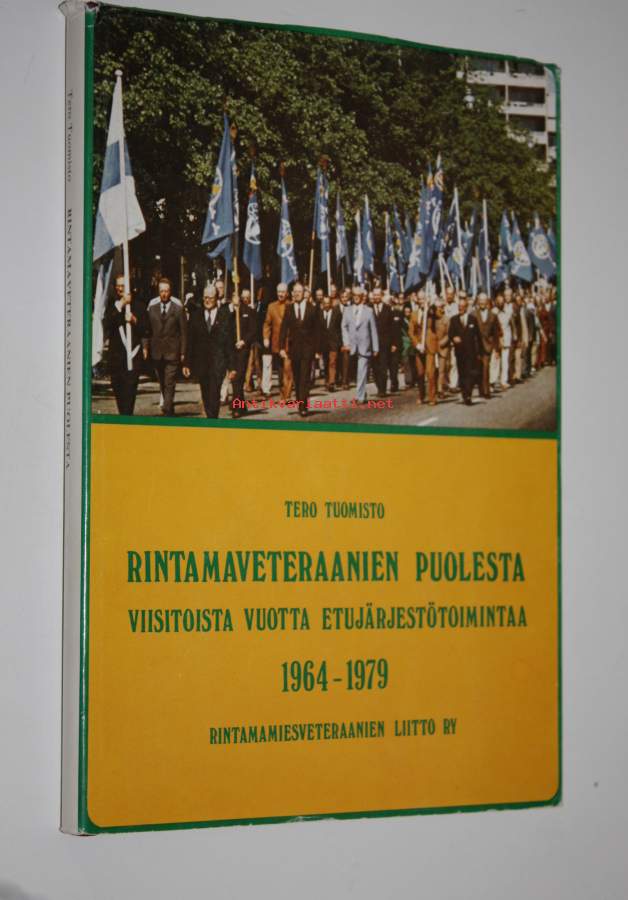 Tero Tuomisto RINTAMAVETERAANIEN PUOLESTA
Antikvariaatti.net
TERO TUOMISTO
RINTAMAVETERAANIEN PUOLESTA
VIISITOISTA VUOTTA ETUJÄRJESTÖTOIMINTAA
1964-1979
RINTAMAMIESVETERAANIEN LIITTO RY